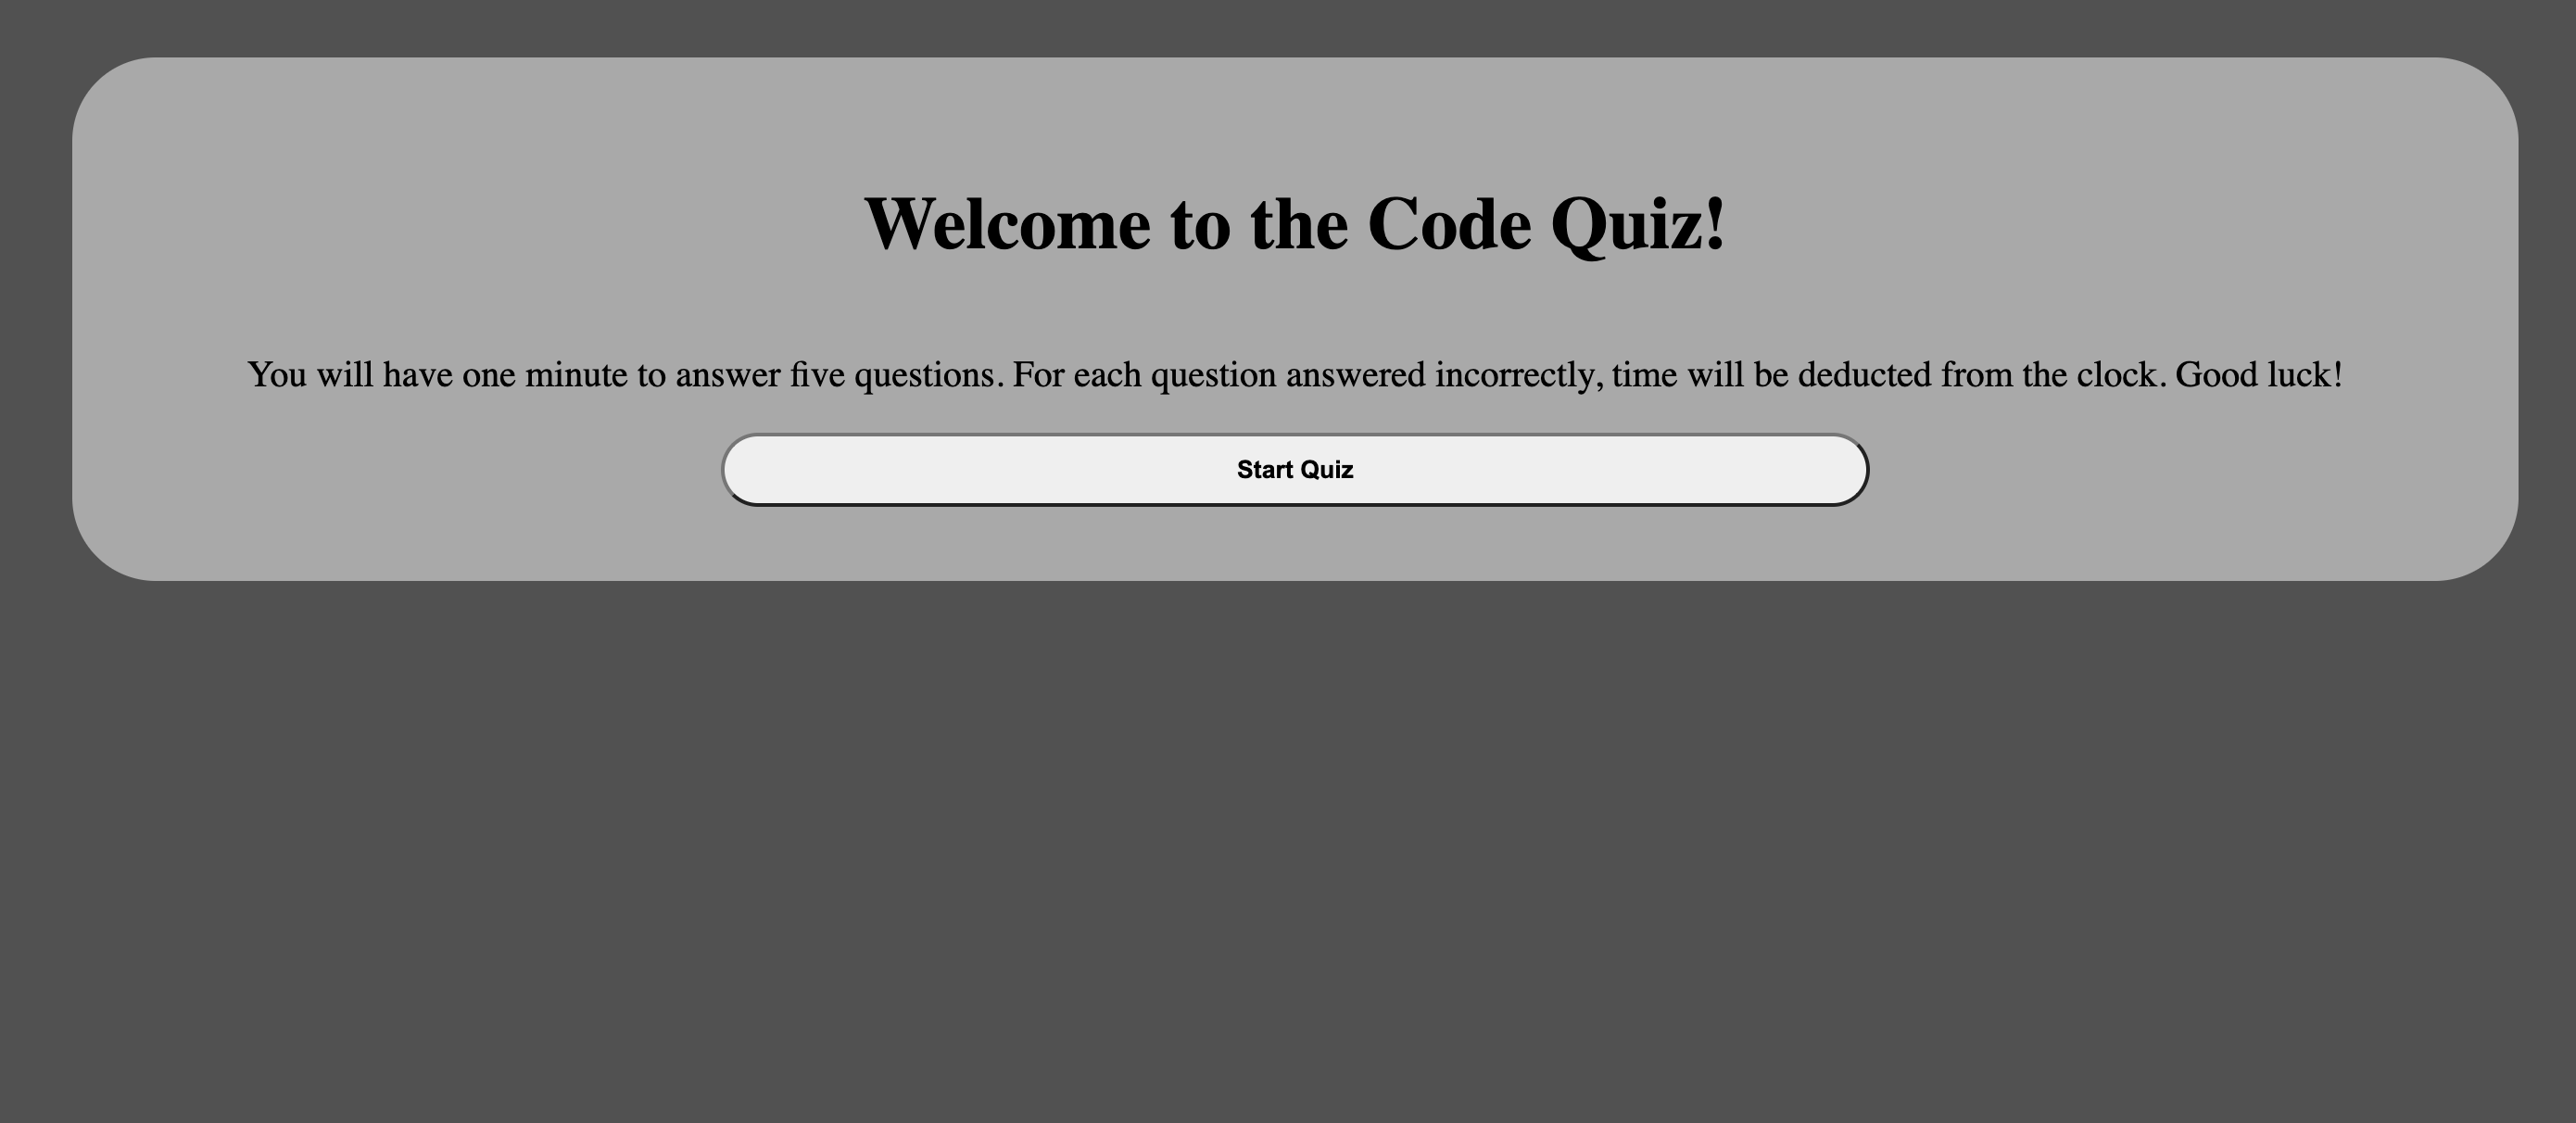 Welcome to the Code Quiz!
You will have one minute to answer five questions. For each question answered incorrectly, time will be deducted from the clock. Good luck!
Start Quiz